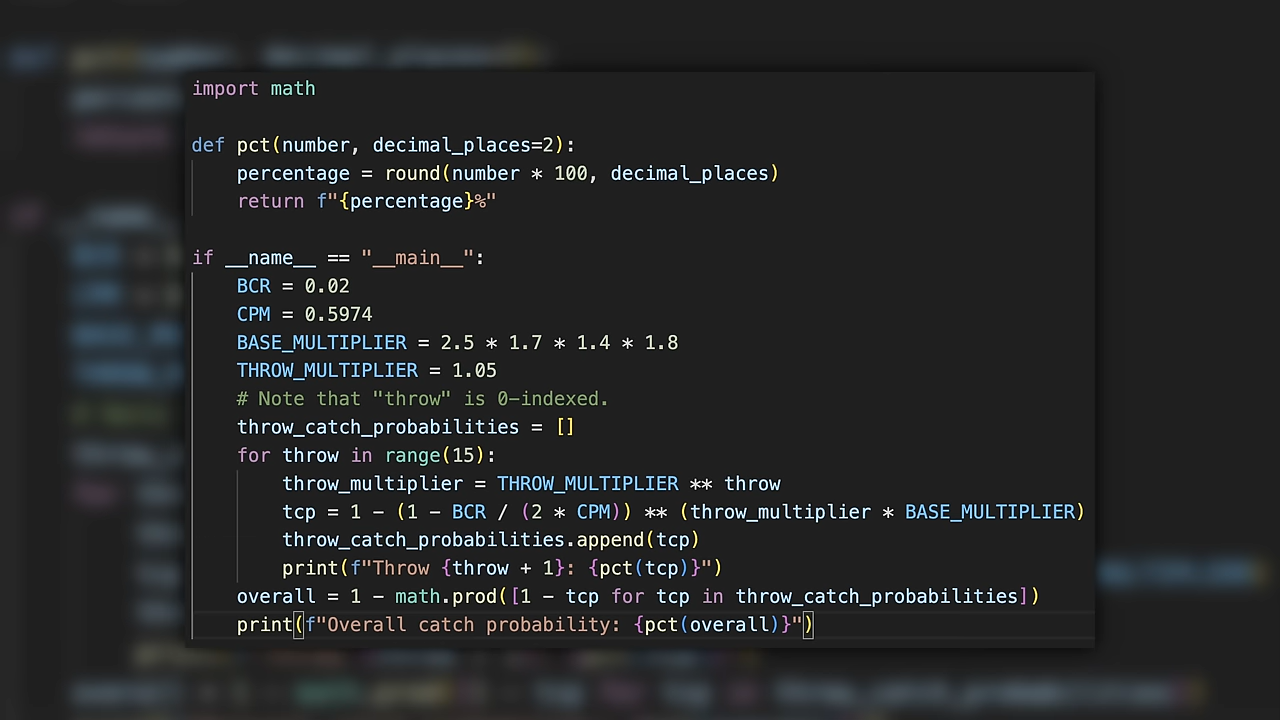 import math
def pct(number, decimal_places=2):
    percentage = round(number * 100, decimal_places)
    return f"{percentage}%"
if __name__ == "__main__":
    BCR = 0.02
    CPM = 0.5974
    BASE_MULTIPLIER = 2.5 * 1.7 * 1.4 * 1.8
    THROW_MULTIPLIER = 1.05
    # Note that "throw" is 0-indexed.
    throw_catch_probabilities = []
    for throw in range(15):
        throw_multiplier = THROW_MULTIPLIER ** throw
        tcp = 1 - (1 - BCR / (2 * CPM)) ** (throw_multiplier * BASE_MULTIPLIER)
        throw_catch_probabilities.append(tcp)
        print(f"Throw {throw + 1}: {pct(tcp)}")
    overall = 1 - math.prod([1 - tcp for tcp in throw_catch_probabilities])
    print(f"Overall catch probability: {pct(overall)}")